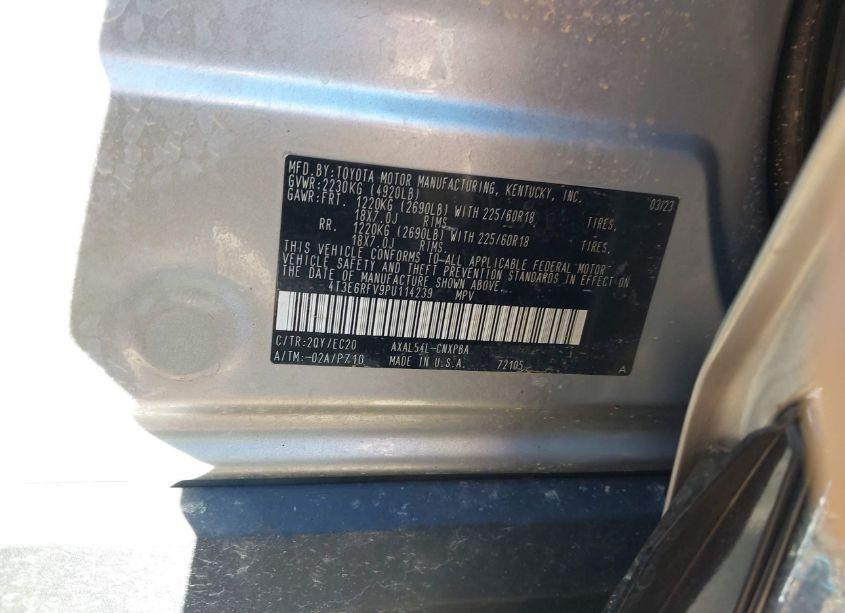 MFD.BY:TOYOTA MOTOR MANUFACTURING, KENTUCKY, INC.
GVWR:2230KG (4920LB) 03/23
GAWR:FRT. 1220KG (2690LB) WITH 225/60R18 TIRES,
18X7.0J RIMS.
RR. 1220KG (2690LB) WITH 225/60R18 TIRES,
18X7.0J RIMS.
THIS VEHICLE CONFORMS TO ALL APPLICABLE FEDERAL MOTOR
VEHICLE SAFETY AND THEFT PREVENTION STANDARDS IN EFFECT ON
THE DATE OF MANUFACTURE SHOWN ABOVE.
4T3E6RFV9PU114239 MPV
C/TR:2QY/EC20 AXAL54L-CNXPBA
A/TM:-02A/P710 MADE IN U.S.A. 72105 A